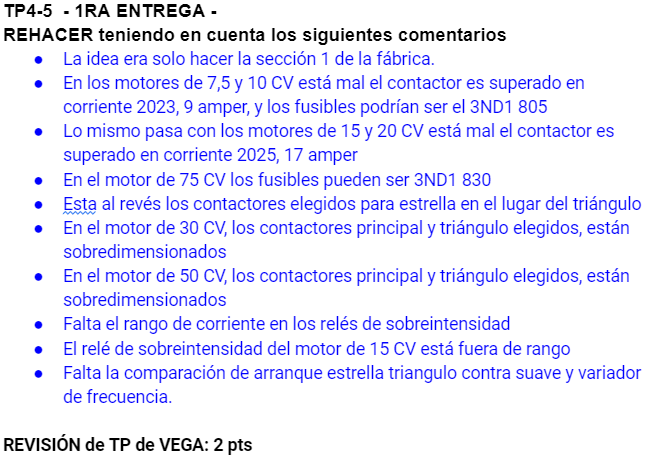 TP4-5 - 1RA ENTREGA -
REHACER teniendo en cuenta los siguientes comentarios
● La idea era solo hacer la sección 1 de la fábrica.
● En los motores de 7,5 y 10 CV está mal el contactor es superado en
corriente 2023, 9 amper, y los fusibles podrían ser el 3ND1 805
● Lo mismo pasa con los motores de 15 y 20 CV está mal el contactor es
superado en corriente 2025, 17 amper
● En el motor de 75 CV los fusibles pueden ser 3ND1 830
● Esta al revés los contactores elegidos para estrella en el lugar del triángulo
● En el motor de 30 CV, los contactores principal y triángulo elegidos, están
sobredimensionados
● En el motor de 50 CV, los contactores principal y triángulo elegidos, están
sobredimensionados
● Falta el rango de corriente en los relés de sobreintensidad
● El relé de sobreintensidad del motor de 15 CV está fuera de rango
● Falta la comparación de arranque estrella triangulo contra suave y variador
de frecuencia.
REVISIÓN de TP de VEGA: 2 pts